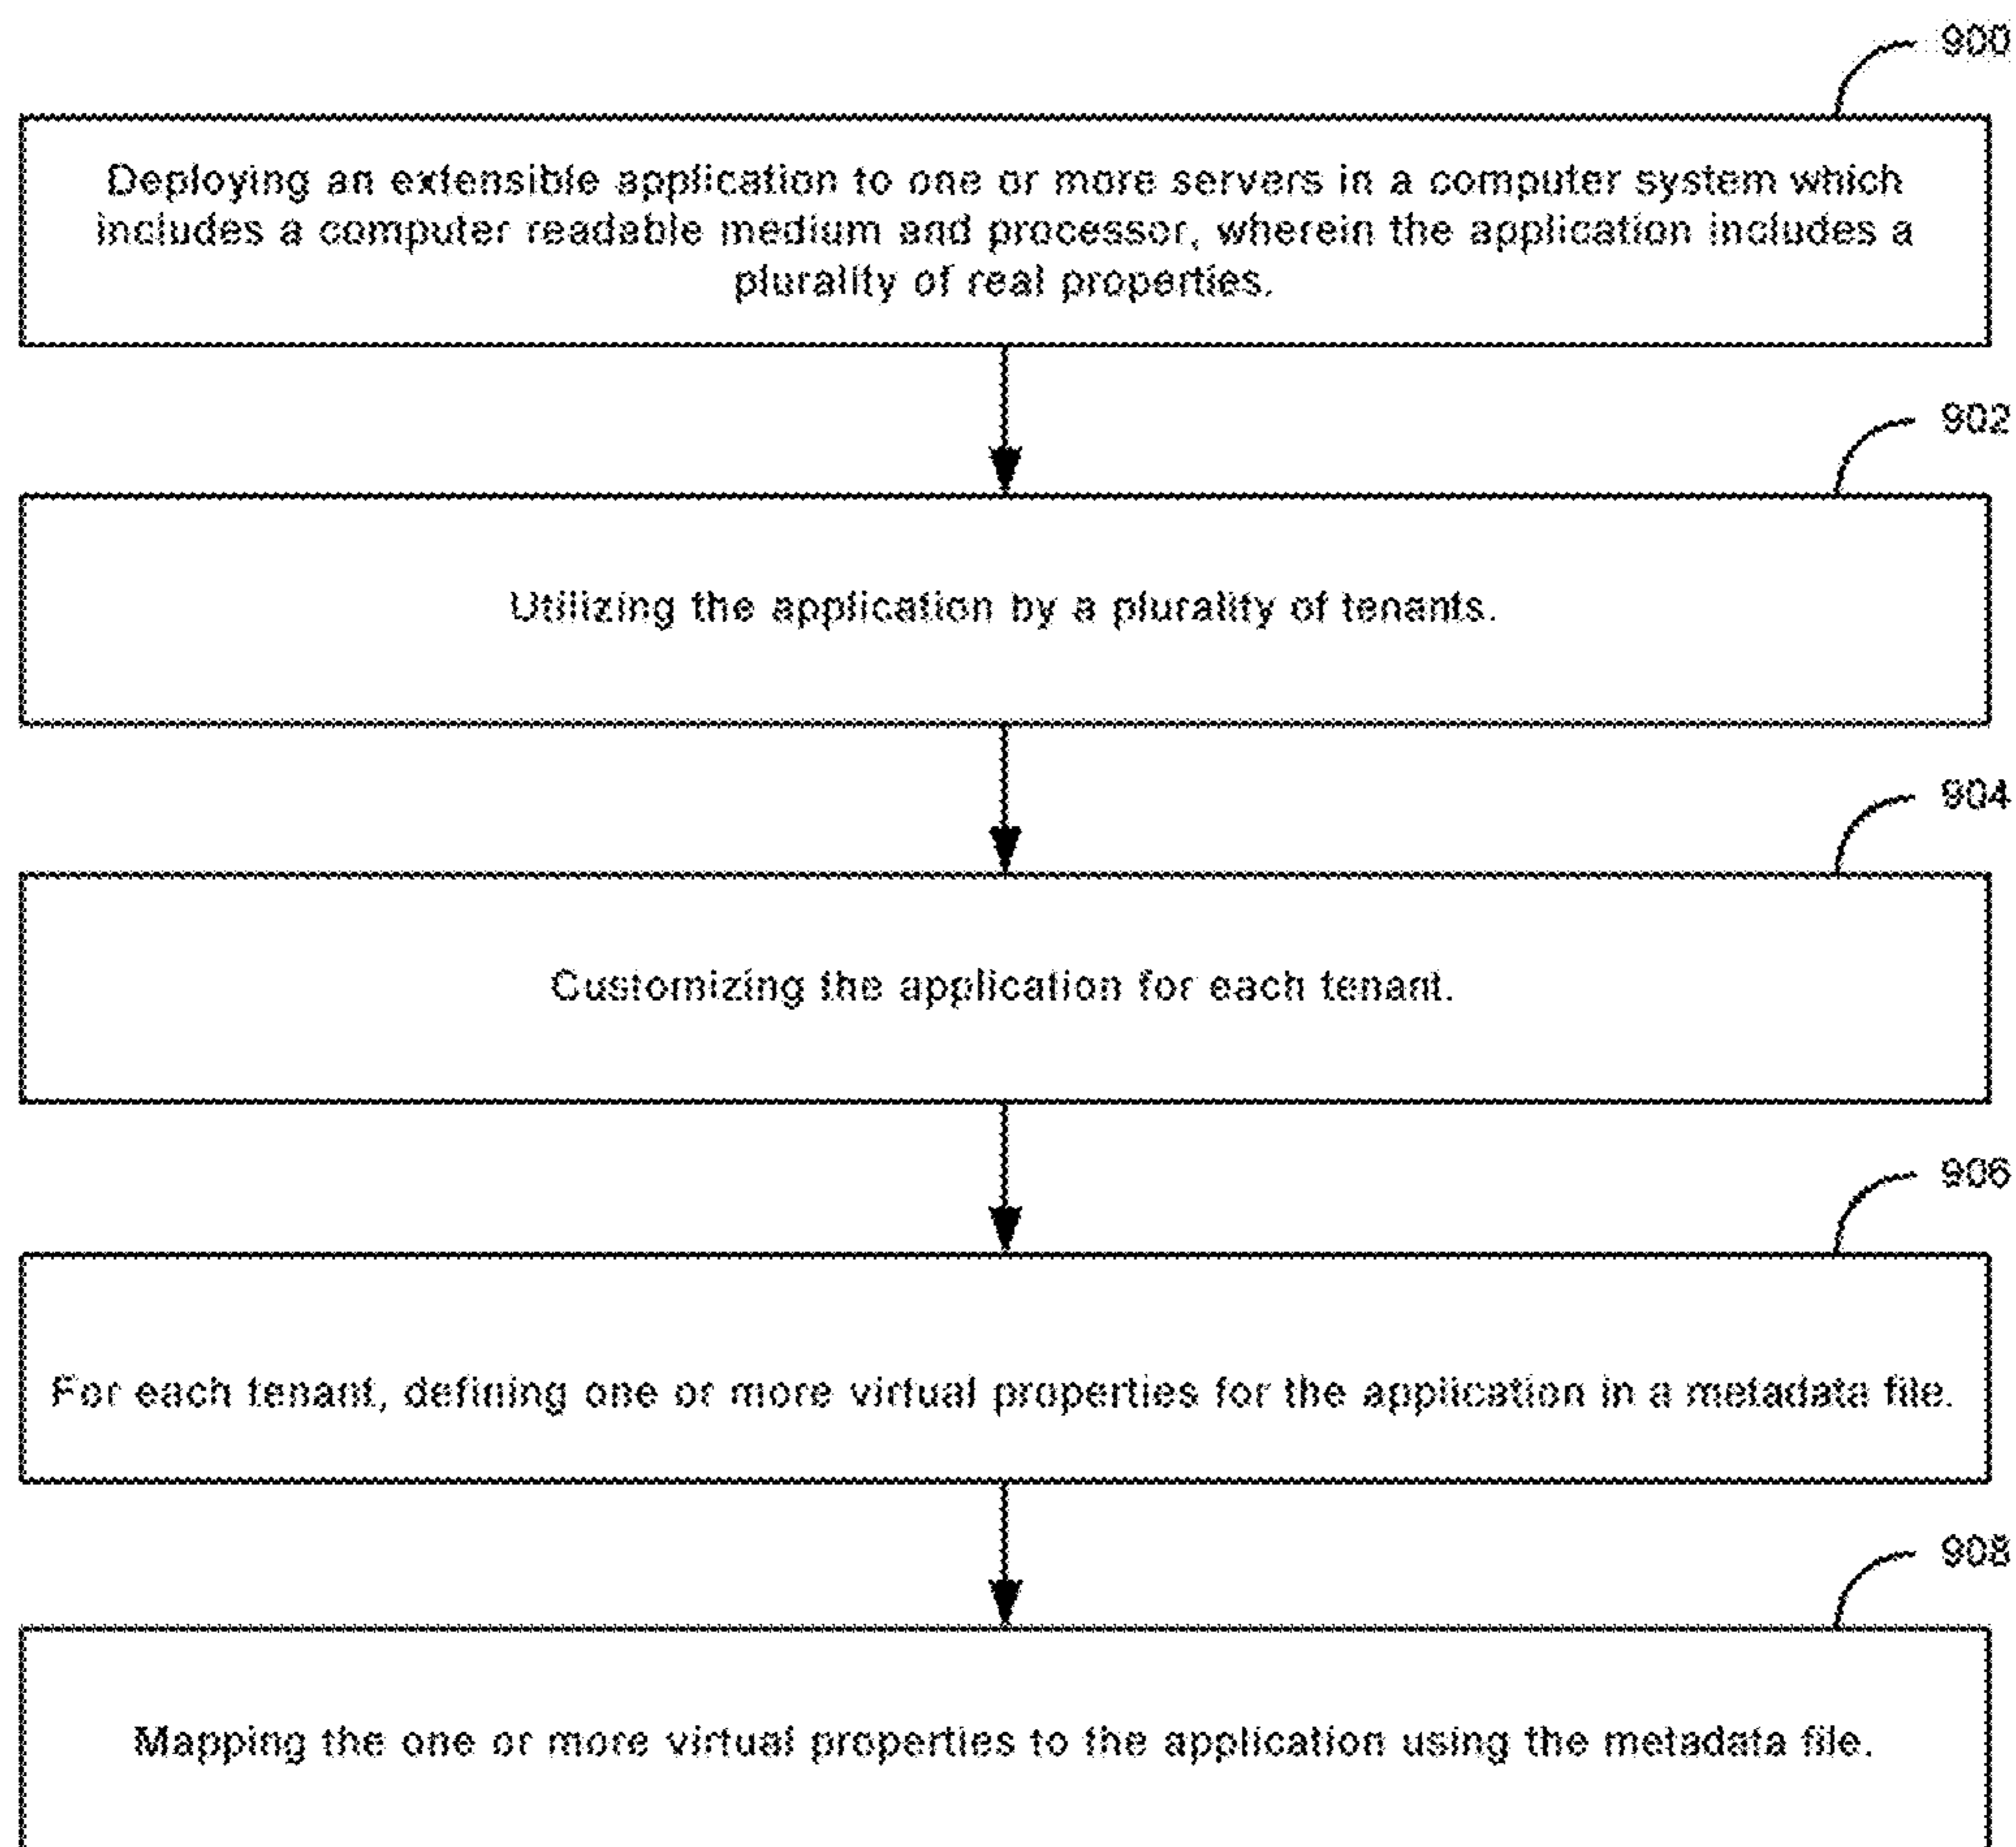 900
Deploying an extensible application to one or more servers in a computer system which
includes a computer readable medium and processor, wherein the application includes a
plurality of real properties.
902
Utilizing the application by a plurality of tenants.
904
Customizing the application for each tenant.
906
For each tenant, defining one or more virtual properties for the application in a metadata file.
908
Mapping the one or more virtual properties to the application using the metadata file.